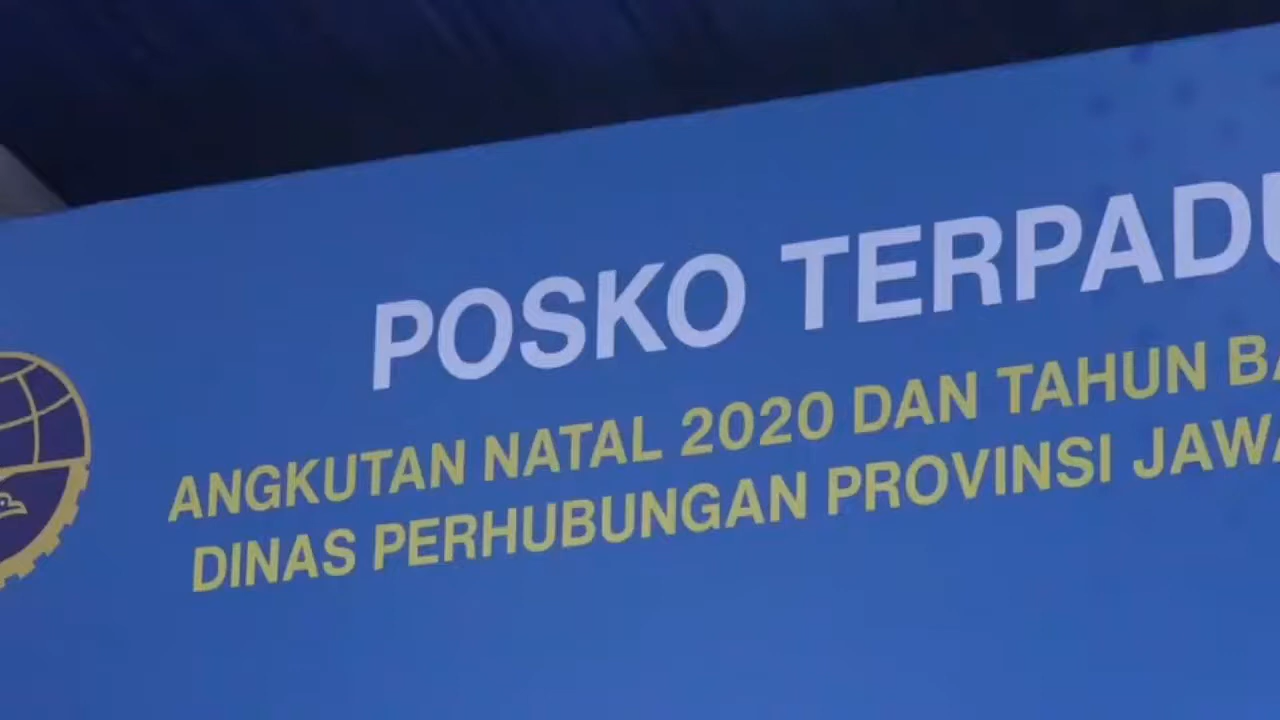 POSKO TERPADU
ANGKUTAN NATAL 2020 DAN TAHUN
DINAS PERHUBUNGAN PROVINSI